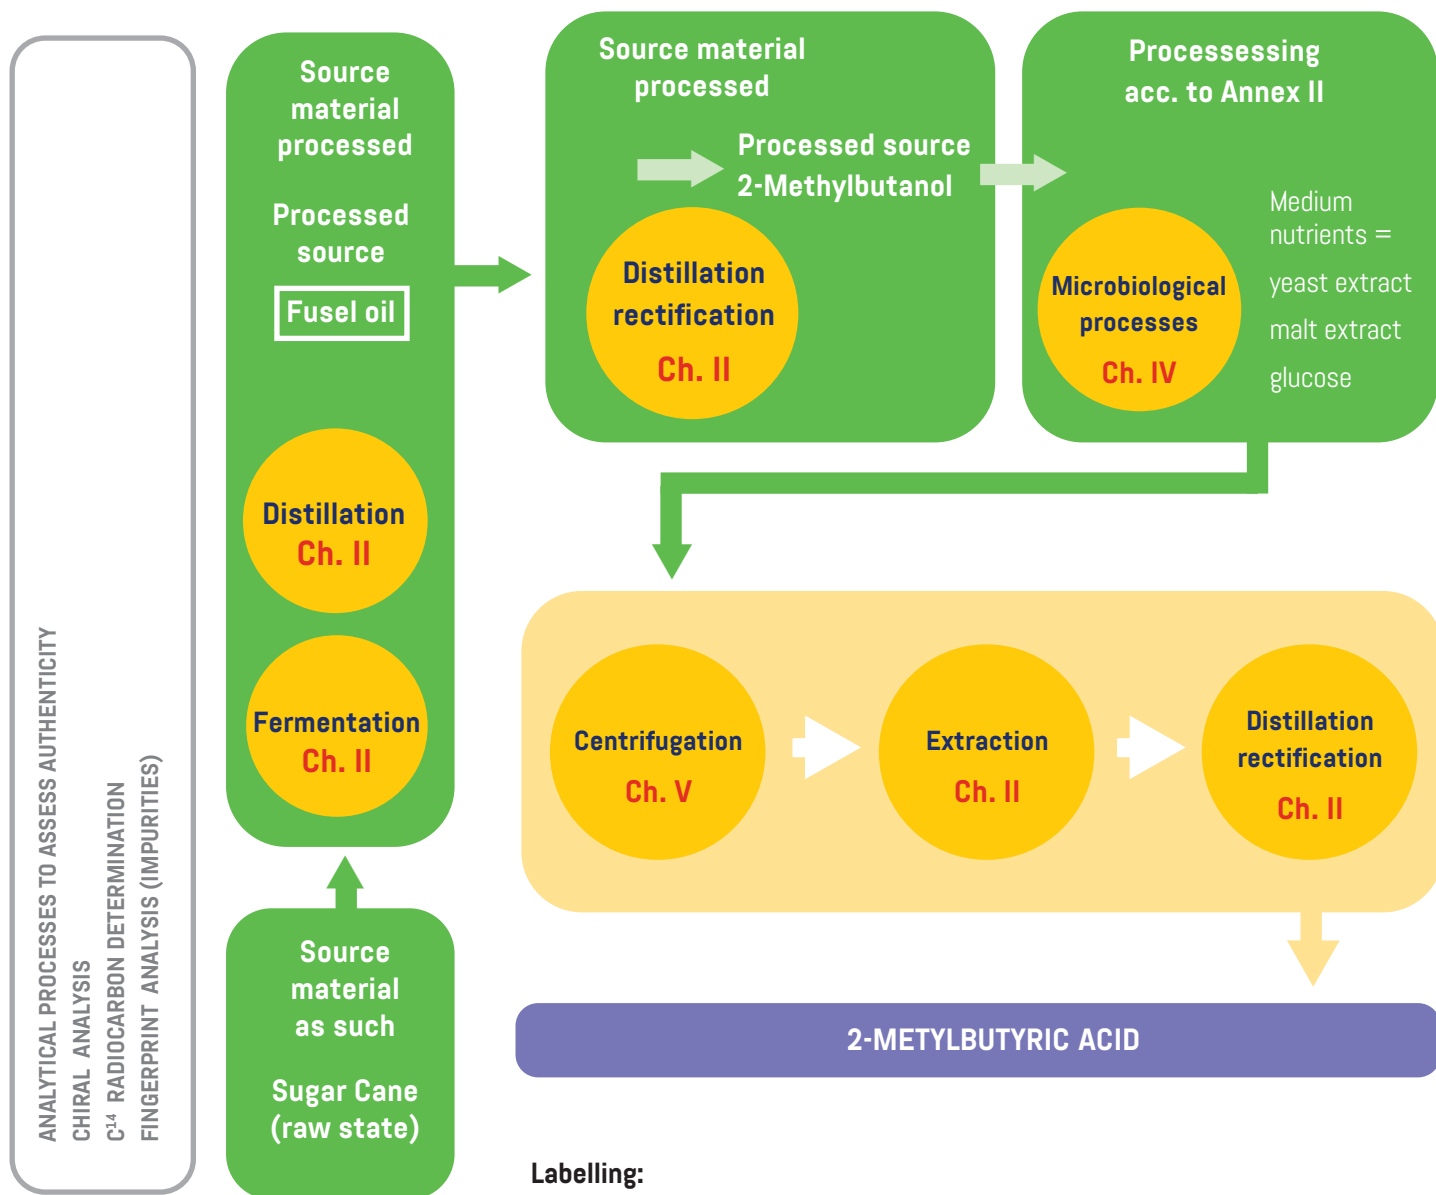 ANALYTICAL PROCESSES TO ASSESS AUTHENTICITY
CHIRAL ANALYSIS
C¹⁴ RADIOCARBON DETERMINATION
FINGERPRINT ANALYSIS (IMPURITIES)
Source
material
processed
Processed
source
Fusel oil
Distillation
Ch. II
Fermentation
Ch. II
Source
material
as such
Sugar Cane
(raw state)
Source material
processed
Processed source
2-Methylbutanol
Distillation
rectification
Ch. II
Processessing
acc. to Annex II
Microbiological
processes
Ch. IV
Medium
nutrients =
yeast extract
malt extract
glucose
Centrifugation
Ch. V
Extraction
Ch. II
Distillation
rectification
Ch. II
2-METYLBUTYRIC ACID
Labelling: